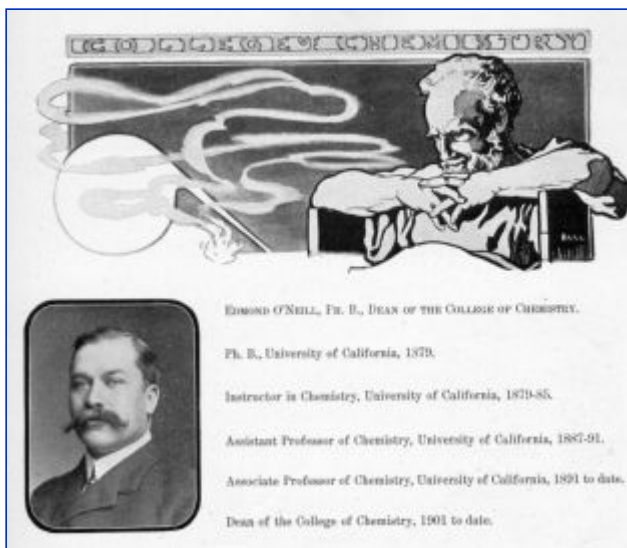 COLLEGE OF CHEMISTRY
EDMOND O'NEILL, PH. B., DEAN OF THE COLLEGE OF CHEMISTRY.
Ph. B., University of California, 1879.
Instructor in Chemistry, University of California, 1879-85.
Assistant Professor of Chemistry, University of California, 1887-91.
Associate Professor of Chemistry, University of California, 1891 to date.
Dean of the College of Chemistry, 1901 to date.